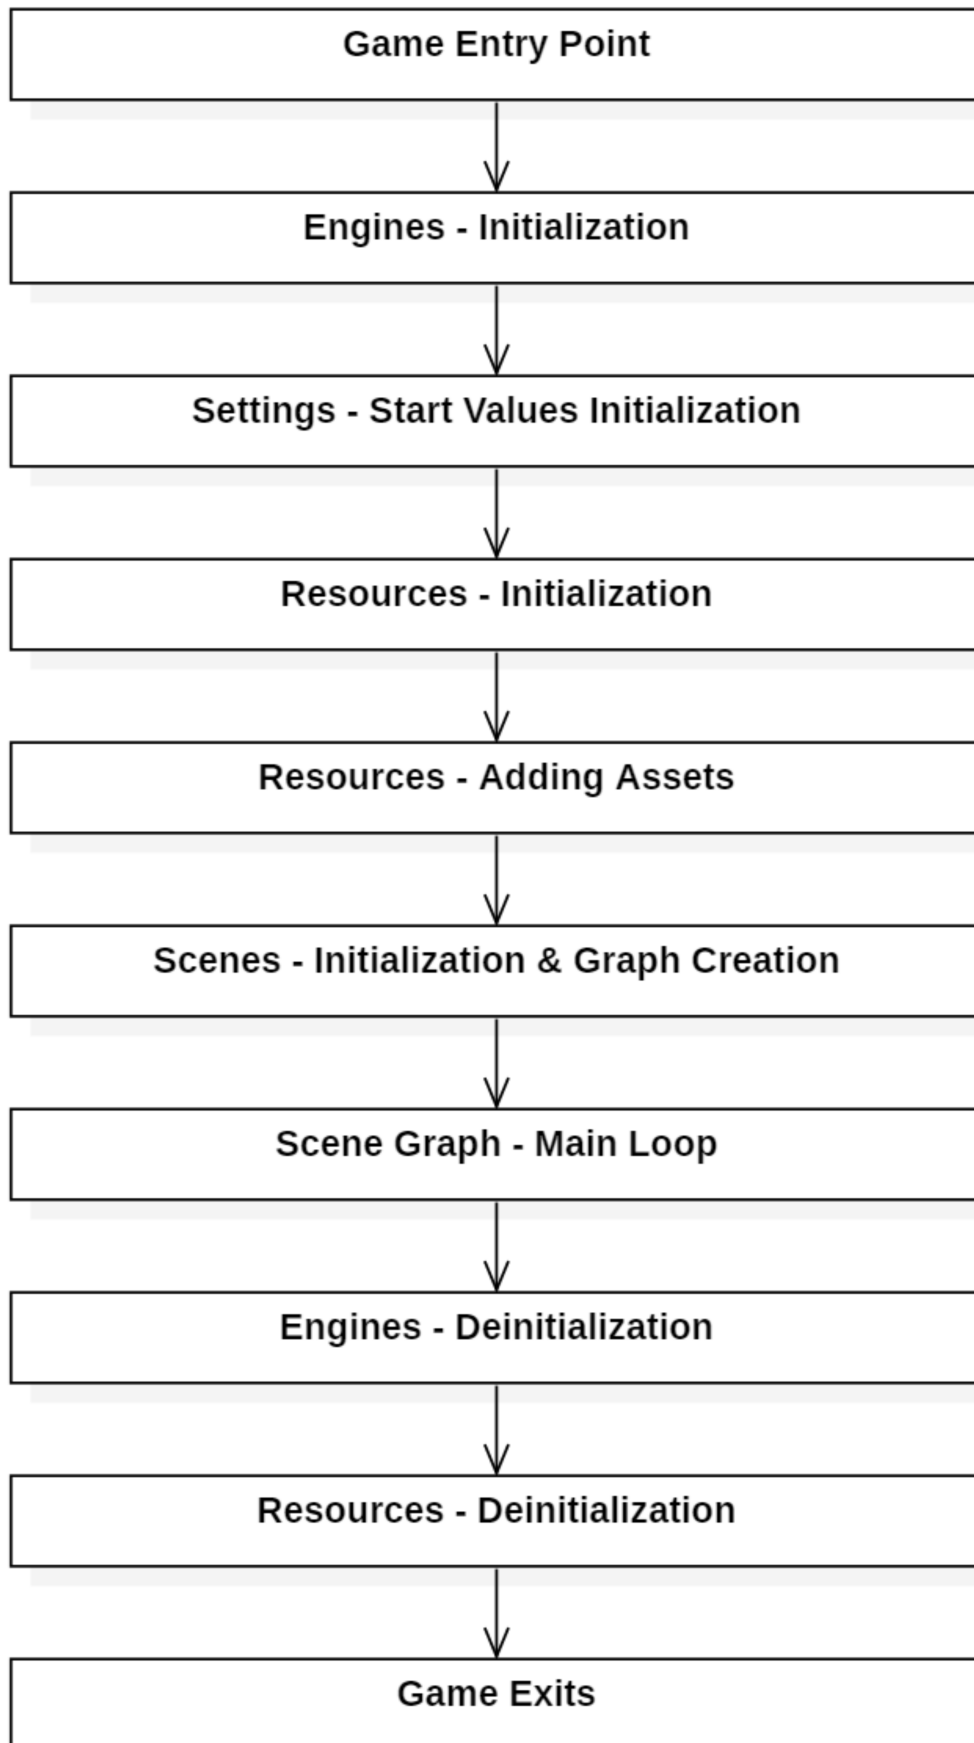 Game Entry Point
Engines - Initialization
Settings - Start Values Initialization
Resources - Initialization
Resources - Adding Assets
Scenes - Initialization & Graph Creation
Scene Graph - Main Loop
Engines - Deinitialization
Resources - Deinitialization
Game Exits